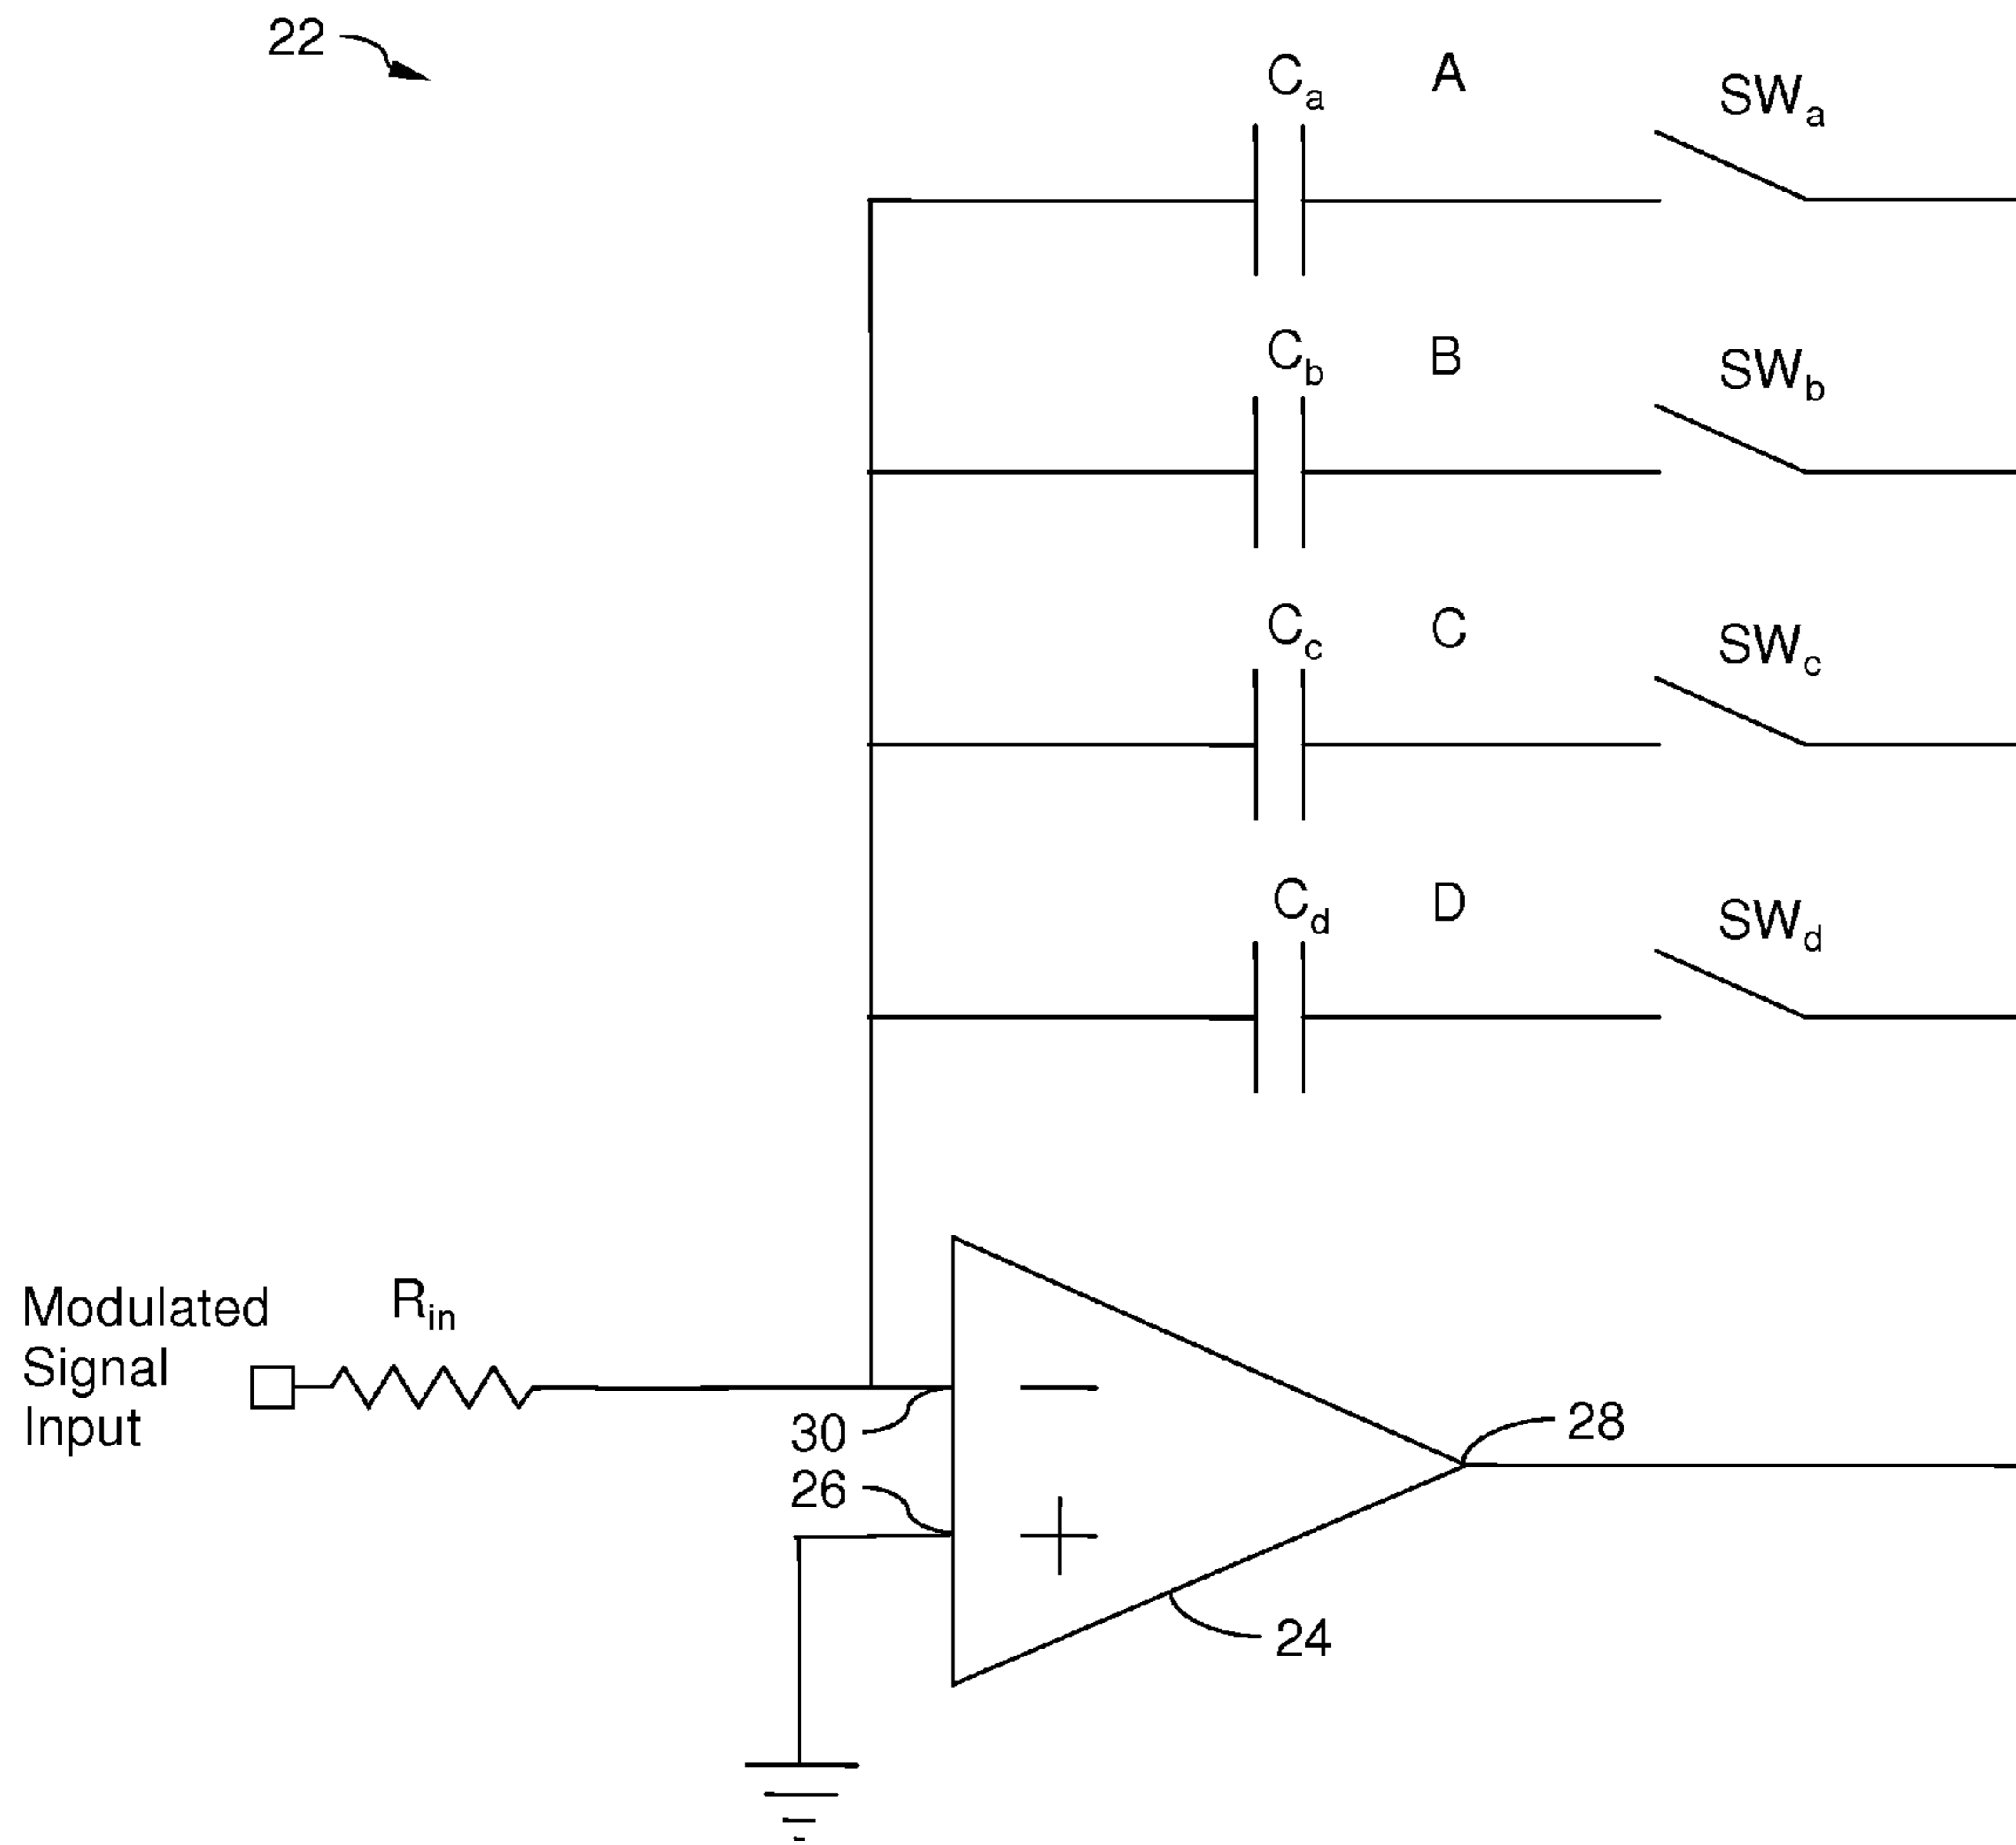 22
Ca A SWa
Cb B SWb
Cc C SWc
Cd D SWd
Modulated
Signal
Input
Rin
30
26
28
24